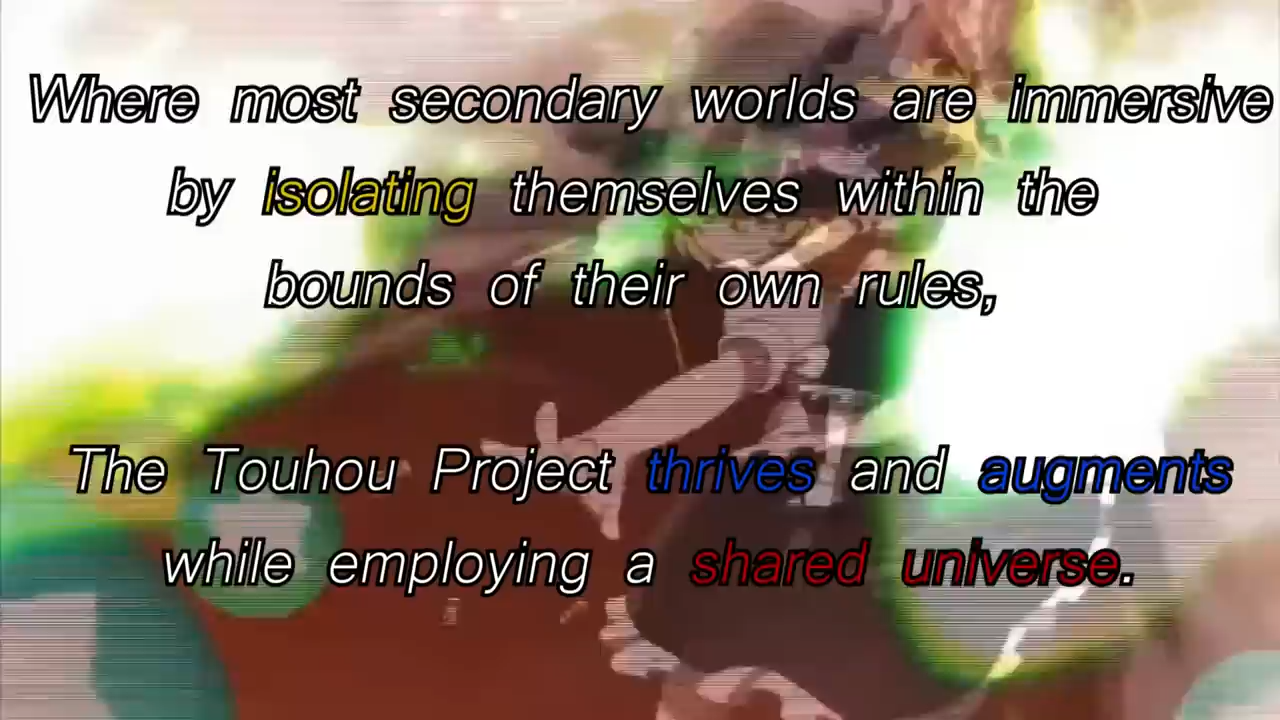 Where most secondary worlds are immersive
by isolating themselves within the
bounds of their own rules,
The Touhou Project thrives and augments
while employing a shared universe.